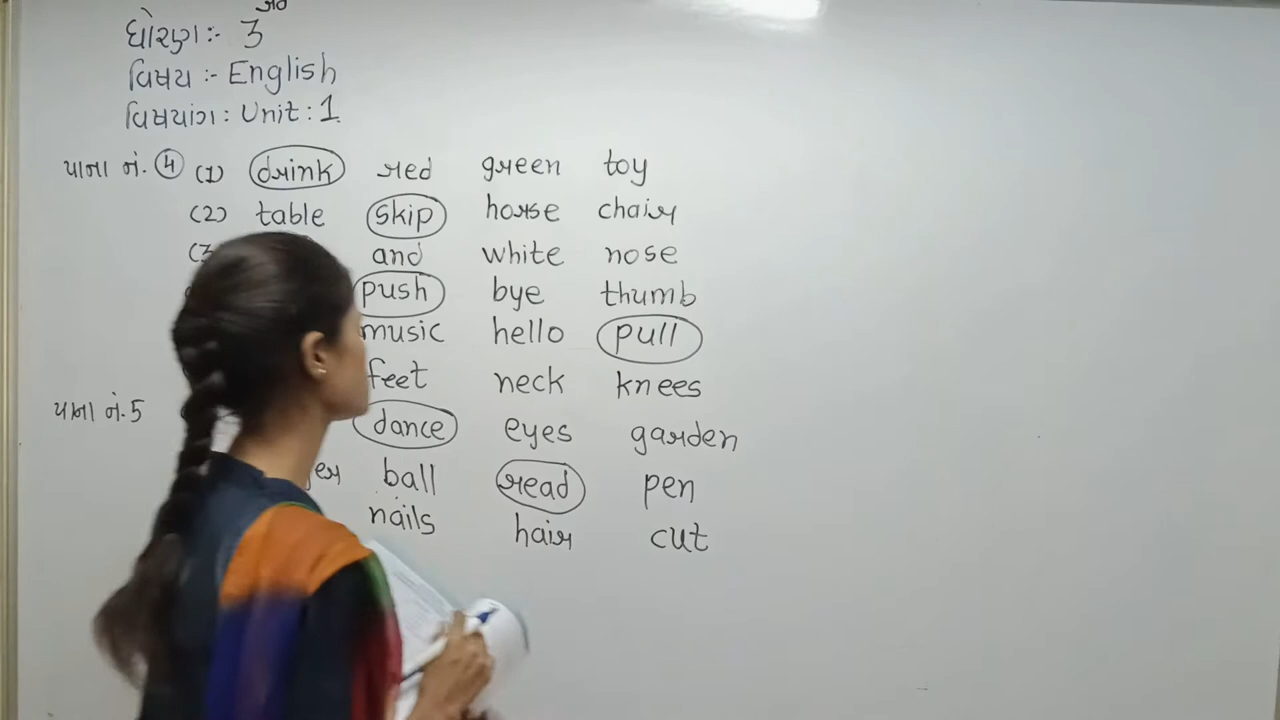 ધોરણ :- 3
વિષય :- English
વિષયાંગ : Unit : 1
પાના નં. 4 (1) drink red green toy
(2) table skip horse chair
(3 and white nose
push bye thumb
music hello pull
feet neck knees
પાના નં. 5 dance eyes garden
ball read pen
nails hair cut